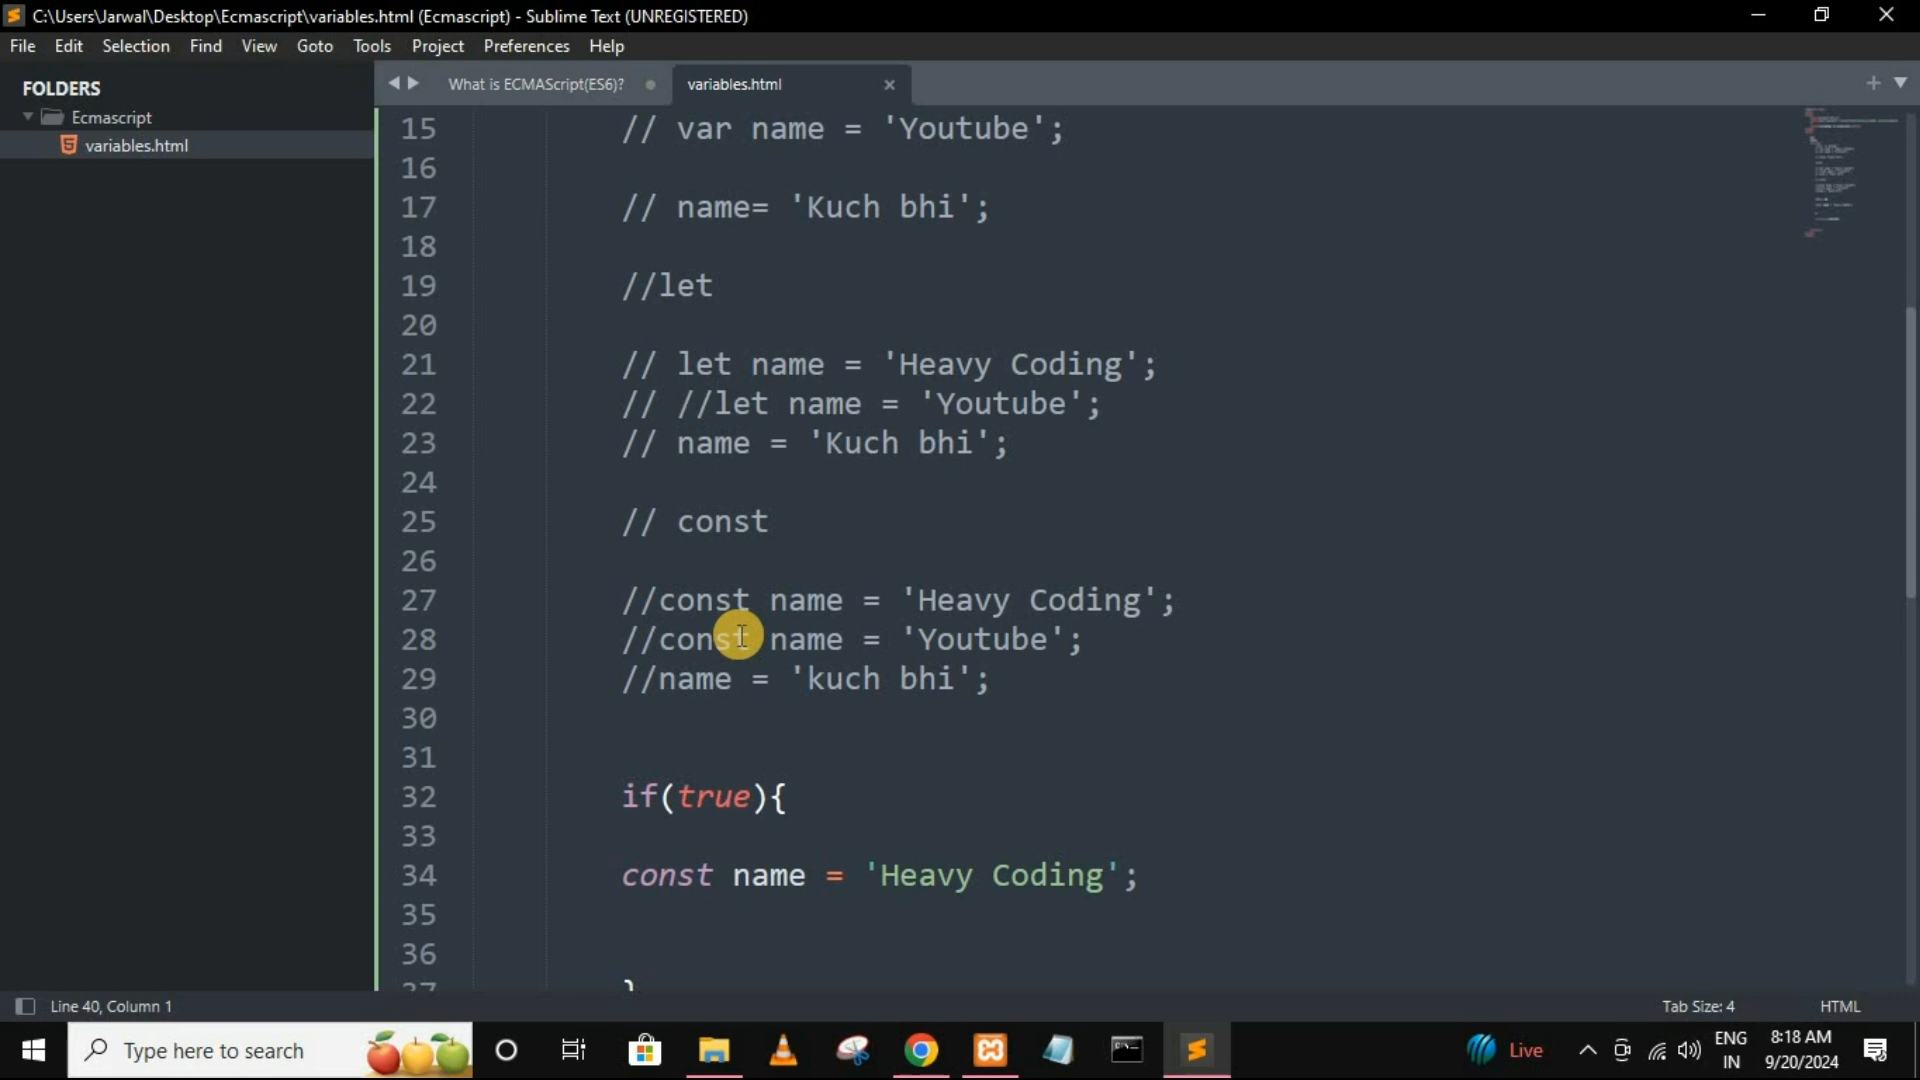 C:\Users\Jarwal\Desktop\Ecmascript\variables.html (Ecmascript) - Sublime Text (UNREGISTERED)
File Edit Selection Find View Goto Tools Project Preferences Help
FOLDERS
Ecmascript
variables.html
What is ECMAScript(ES6)?
variables.html
15 // var name = 'Youtube';
16
17 // name= 'Kuch bhi';
18
19 //let
20
21 // let name = 'Heavy Coding';
22 // //let name = 'Youtube';
23 // name = 'Kuch bhi';
24
25 // const
26
27 //const name = 'Heavy Coding';
28 //const name = 'Youtube';
29 //name = 'kuch bhi';
30
31
32 if(true){
33
34 const name = 'Heavy Coding';
35
36
37 }
Line 40, Column 1
Tab Size: 4
HTML
Type here to search
Live
ENG
IN
8:18 AM
9/20/2024